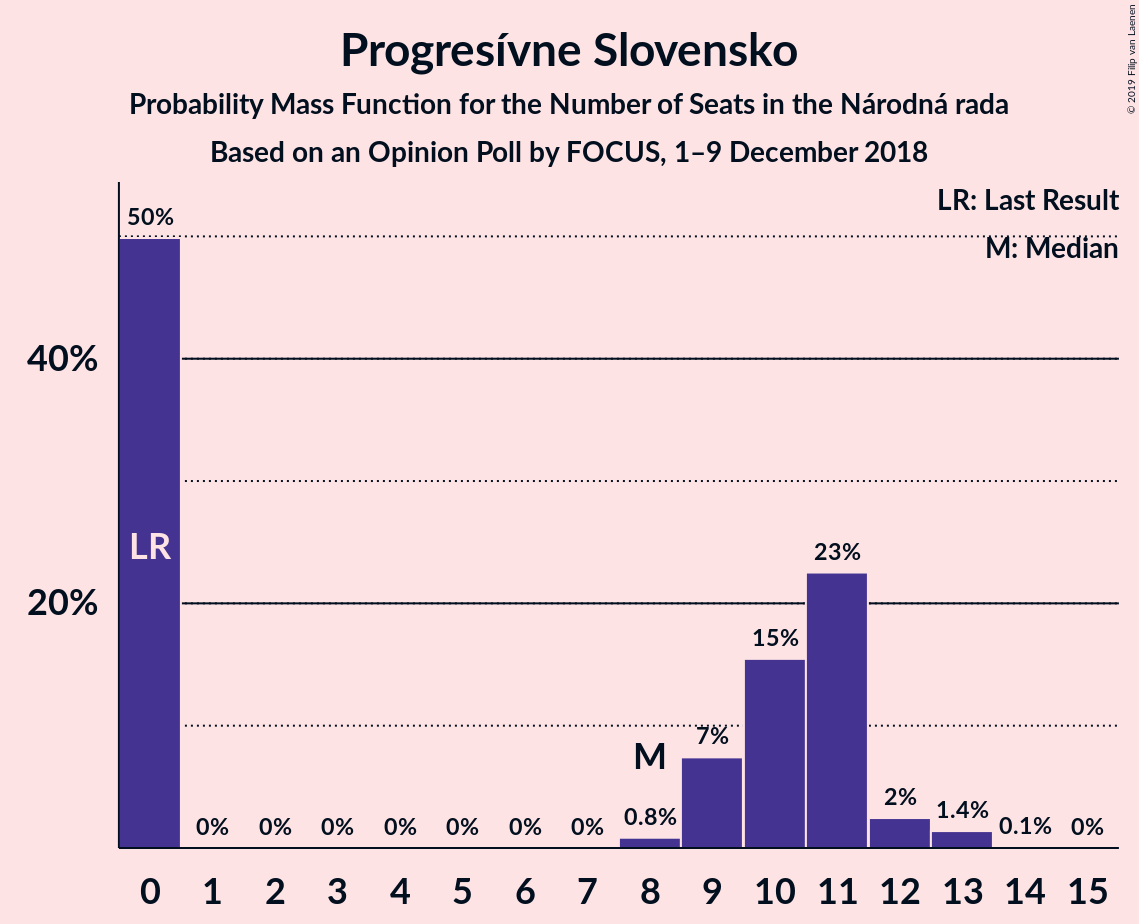 Progresívne Slovensko
Probability Mass Function for the Number of Seats in the Národná rada
Based on an Opinion Poll by FOCUS, 1–9 December 2018
© 2019 Filip van Laenen
LR: Last Result
M: Median
50%
40%
20%
LR
0%
0%
0%
0%
0%
0%
0%
M
0.8%
7%
15%
23%
2%
1.4%
0.1%
0%
0 1 2 3 4 5 6 7 8 9 10 11 12 13 14 15